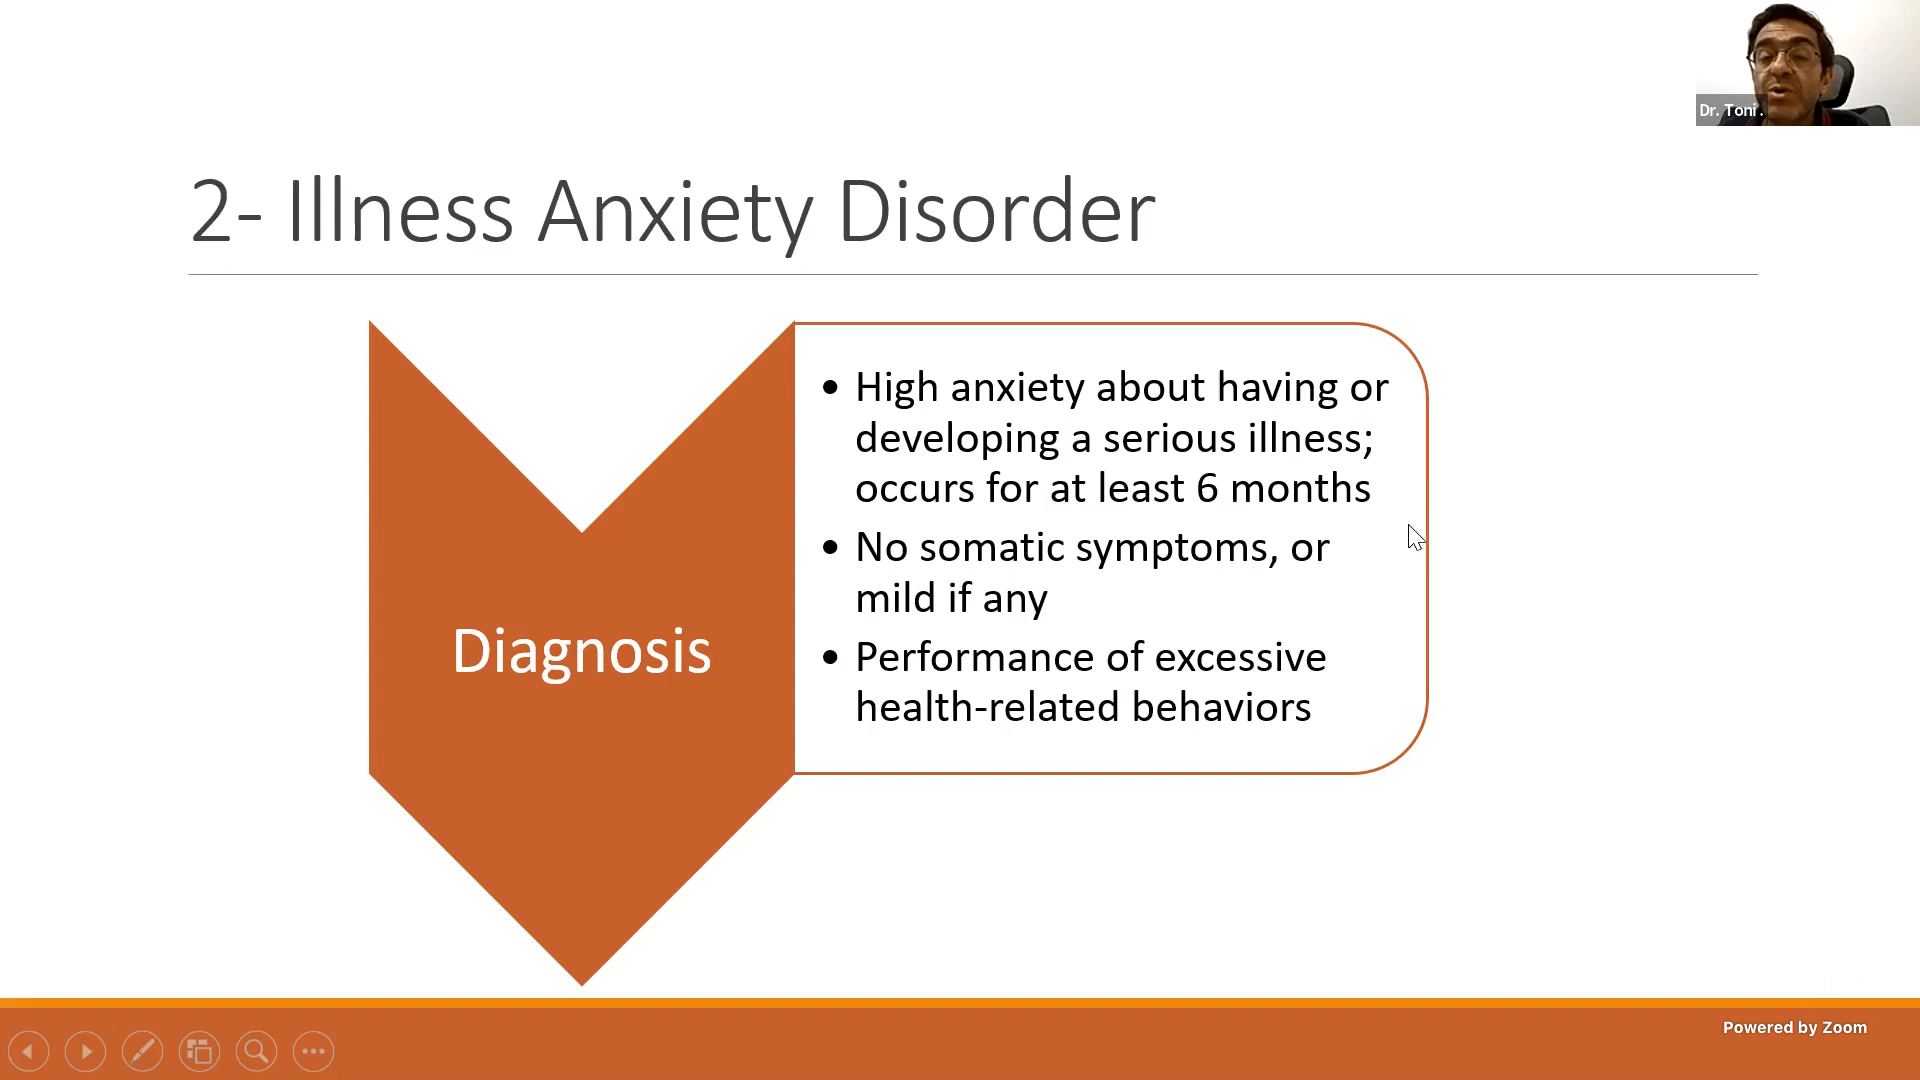 Dr. Toni.
2- Illness Anxiety Disorder
Diagnosis
• High anxiety about having or
developing a serious illness;
occurs for at least 6 months
• No somatic symptoms, or
mild if any
• Performance of excessive
health-related behaviors
Powered by Zoom